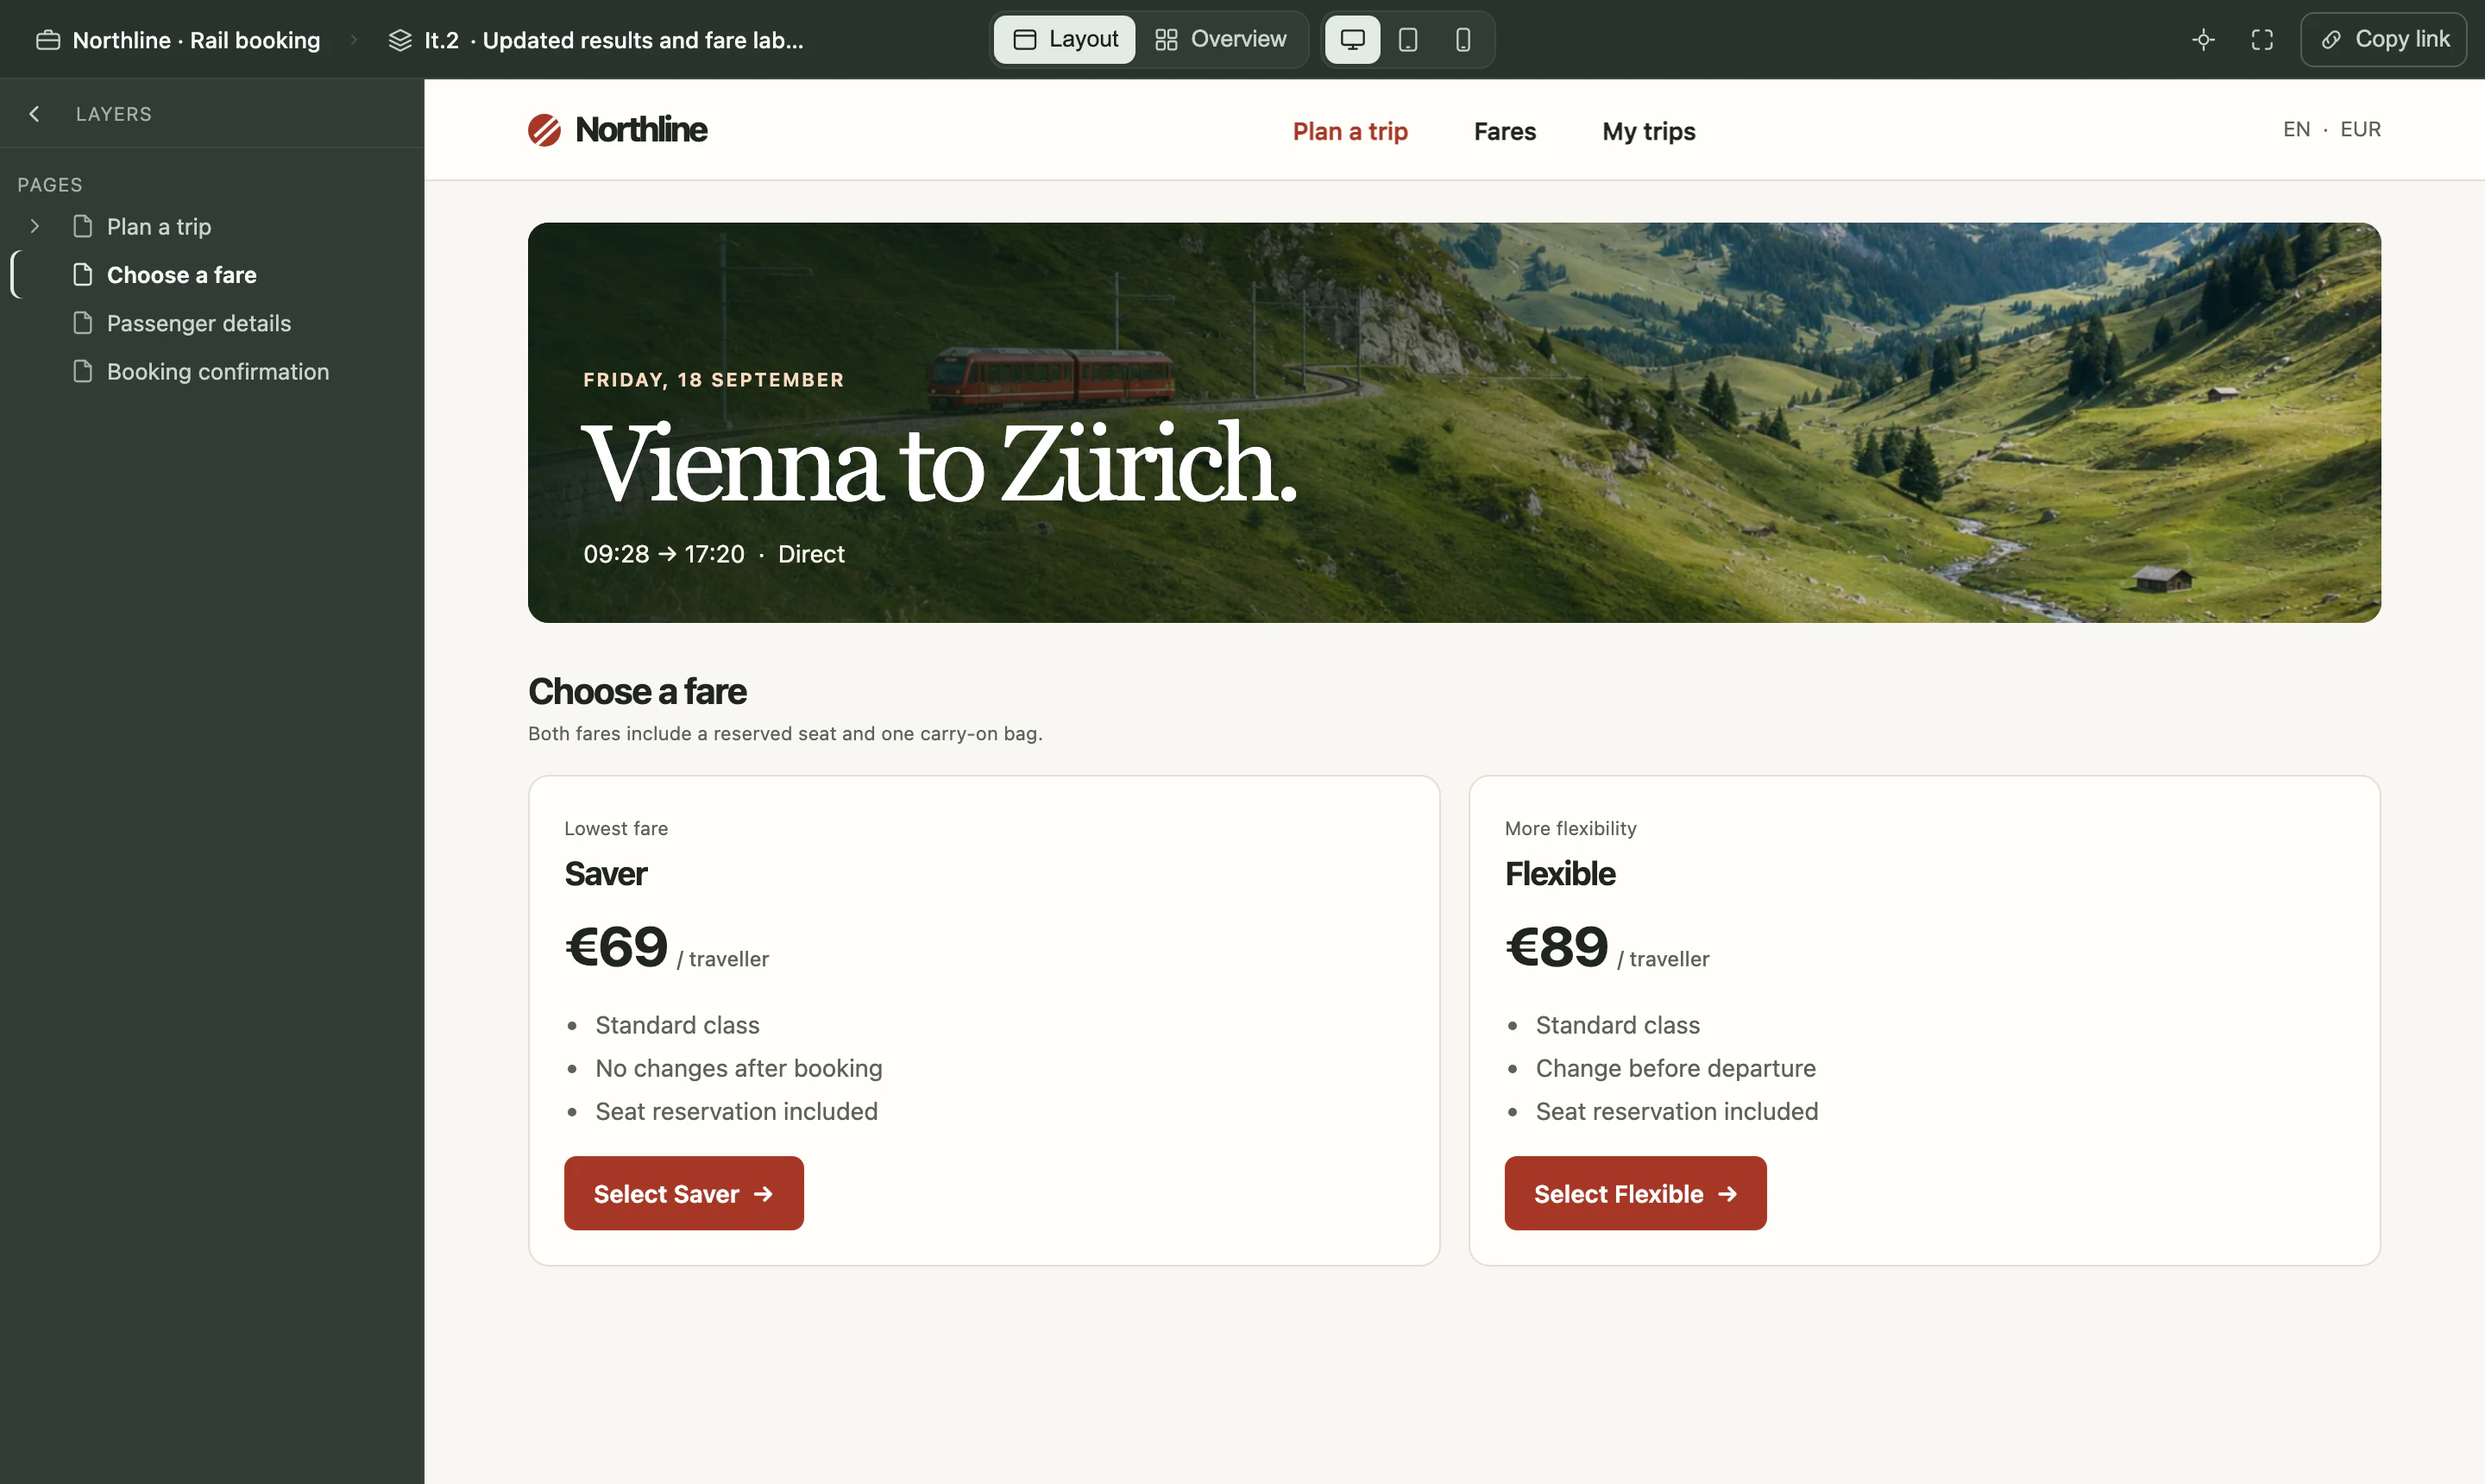 Northline · Rail booking
It.2 · Updated results and fare lab...
Layout
Overview
Copy link
LAYERS
PAGES
Plan a trip
Choose a fare
Passenger details
Booking confirmation
Northline
Plan a trip
Fares
My trips
EN · EUR
FRIDAY, 18 SEPTEMBER
Vienna to Zürich.
09:28 → 17:20 · Direct
Choose a fare
Both fares include a reserved seat and one carry-on bag.
Lowest fare
Saver
€69 / traveller
• Standard class
• No changes after booking
• Seat reservation included
Select Saver →
More flexibility
Flexible
€89 / traveller
• Standard class
• Change before departure
• Seat reservation included
Select Flexible →